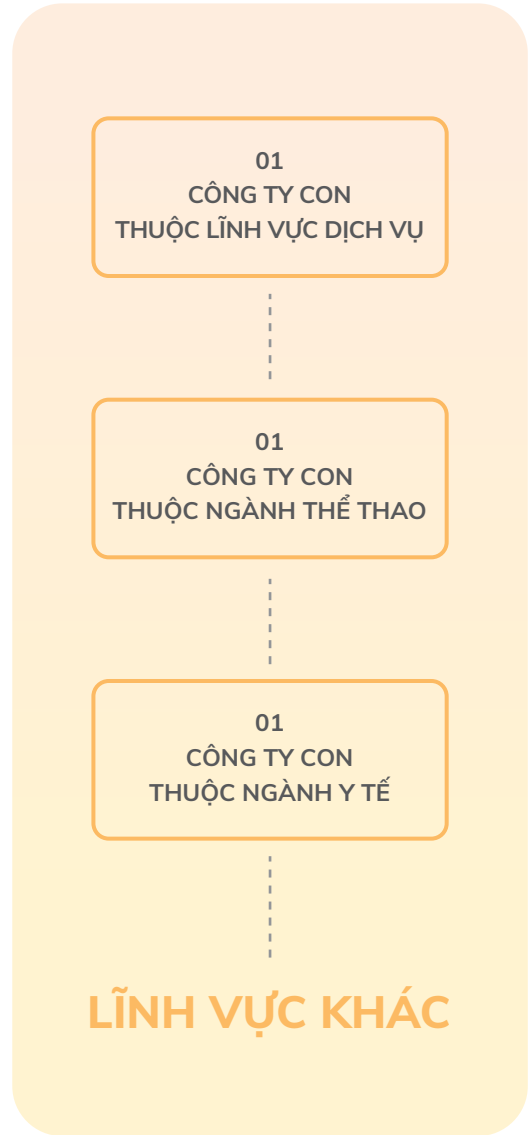 01
CÔNG TY CON
THUỘC LĨNH VỰC DỊCH VỤ
01
CÔNG TY CON
THUỘC NGÀNH THỂ THAO
01
CÔNG TY CON
THUỘC NGÀNH Y TẾ
LĨNH VỰC KHÁC